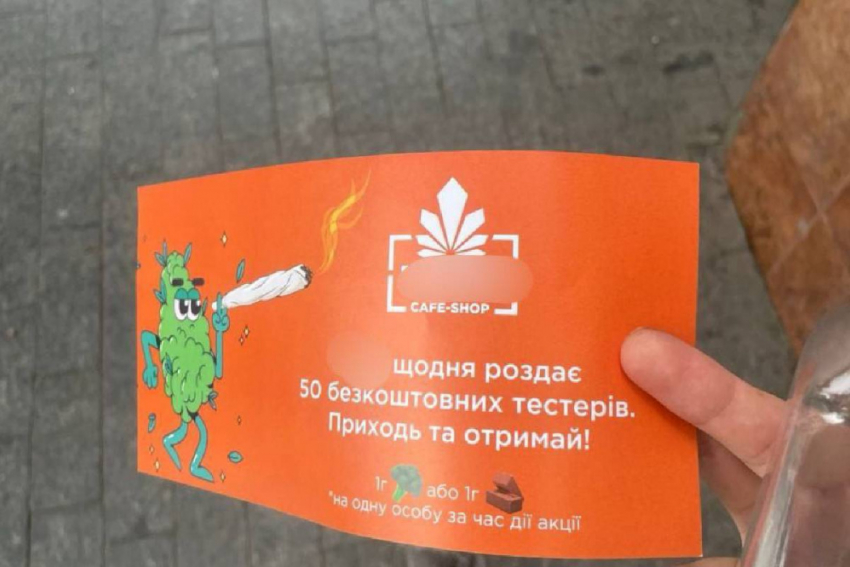 CAFE-SHOP
щодня роздає
50 безкоштовних тестерів.
Приходь та отримай!
1г або 1г
*на одну особу за час дії акції